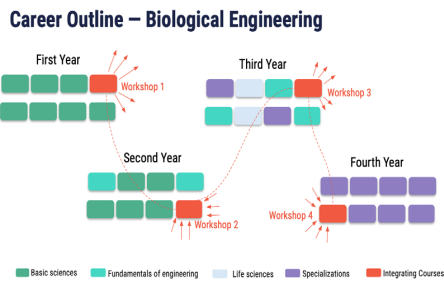 Career Outline — Biological Engineering
First Year
Workshop 1
Third Year
Workshop 3
Second Year
Workshop 2
Fourth Year
Workshop 4
Basic sciences
Fundamentals of engineering
Life sciences
Specializations
Integrating Courses